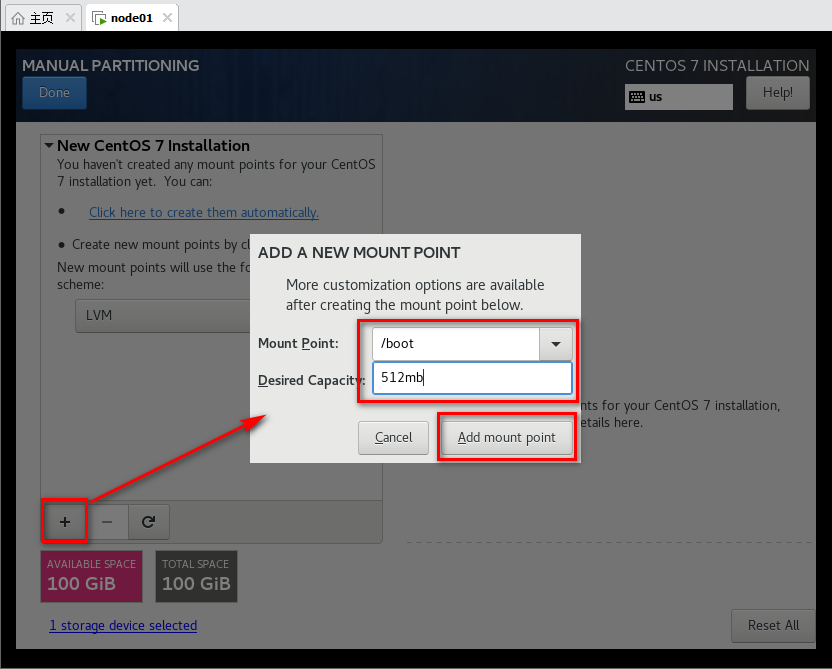 主页
node01
MANUAL PARTITIONING
CENTOS 7 INSTALLATION
Done
us
Help!
New CentOS 7 Installation
You haven't created any mount points for your CentOS
7 installation yet. You can:
Click here to create them automatically.
Create new mount points by cl
New mount points will use the fo
scheme:
LVM
ADD A NEW MOUNT POINT
More customization options are available
after creating the mount point below.
Mount Point:
/boot
Desired Capacity:
512mb
Cancel
Add mount point
nts for your CentOS 7 installation,
etails here.
+
−
AVAILABLE SPACE
100 GiB
TOTAL SPACE
100 GiB
1 storage device selected
Reset All